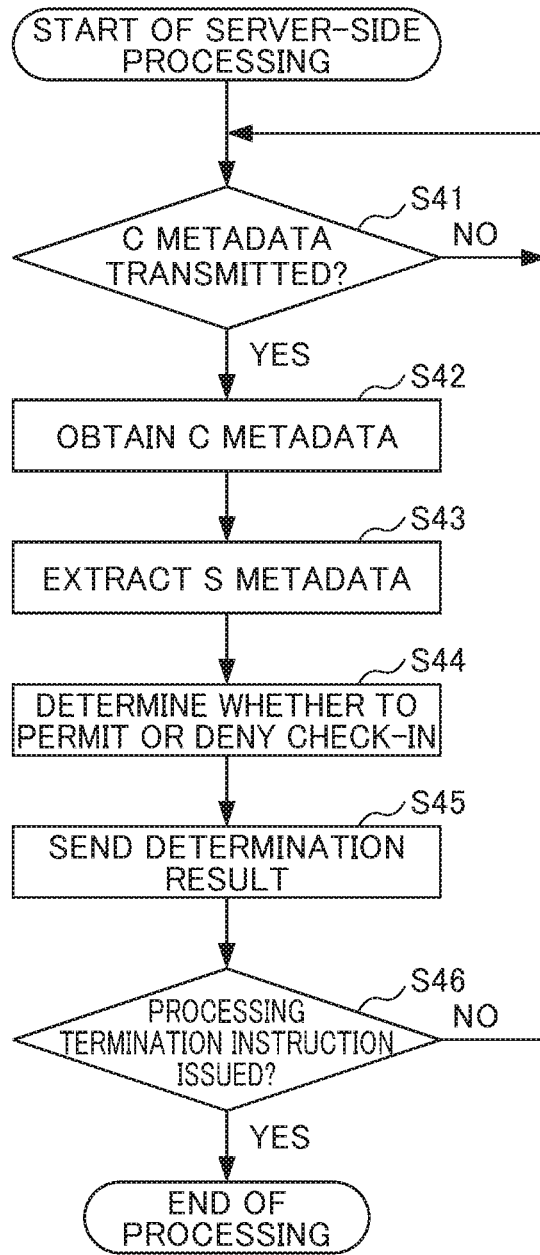 START OF SERVER-SIDE
PROCESSING
S41
C METADATA
TRANSMITTED?
NO
YES
S42
OBTAIN C METADATA
S43
EXTRACT S METADATA
S44
DETERMINE WHETHER TO
PERMIT OR DENY CHECK-IN
S45
SEND DETERMINATION
RESULT
S46
PROCESSING
TERMINATION INSTRUCTION
ISSUED?
NO
YES
END OF
PROCESSING